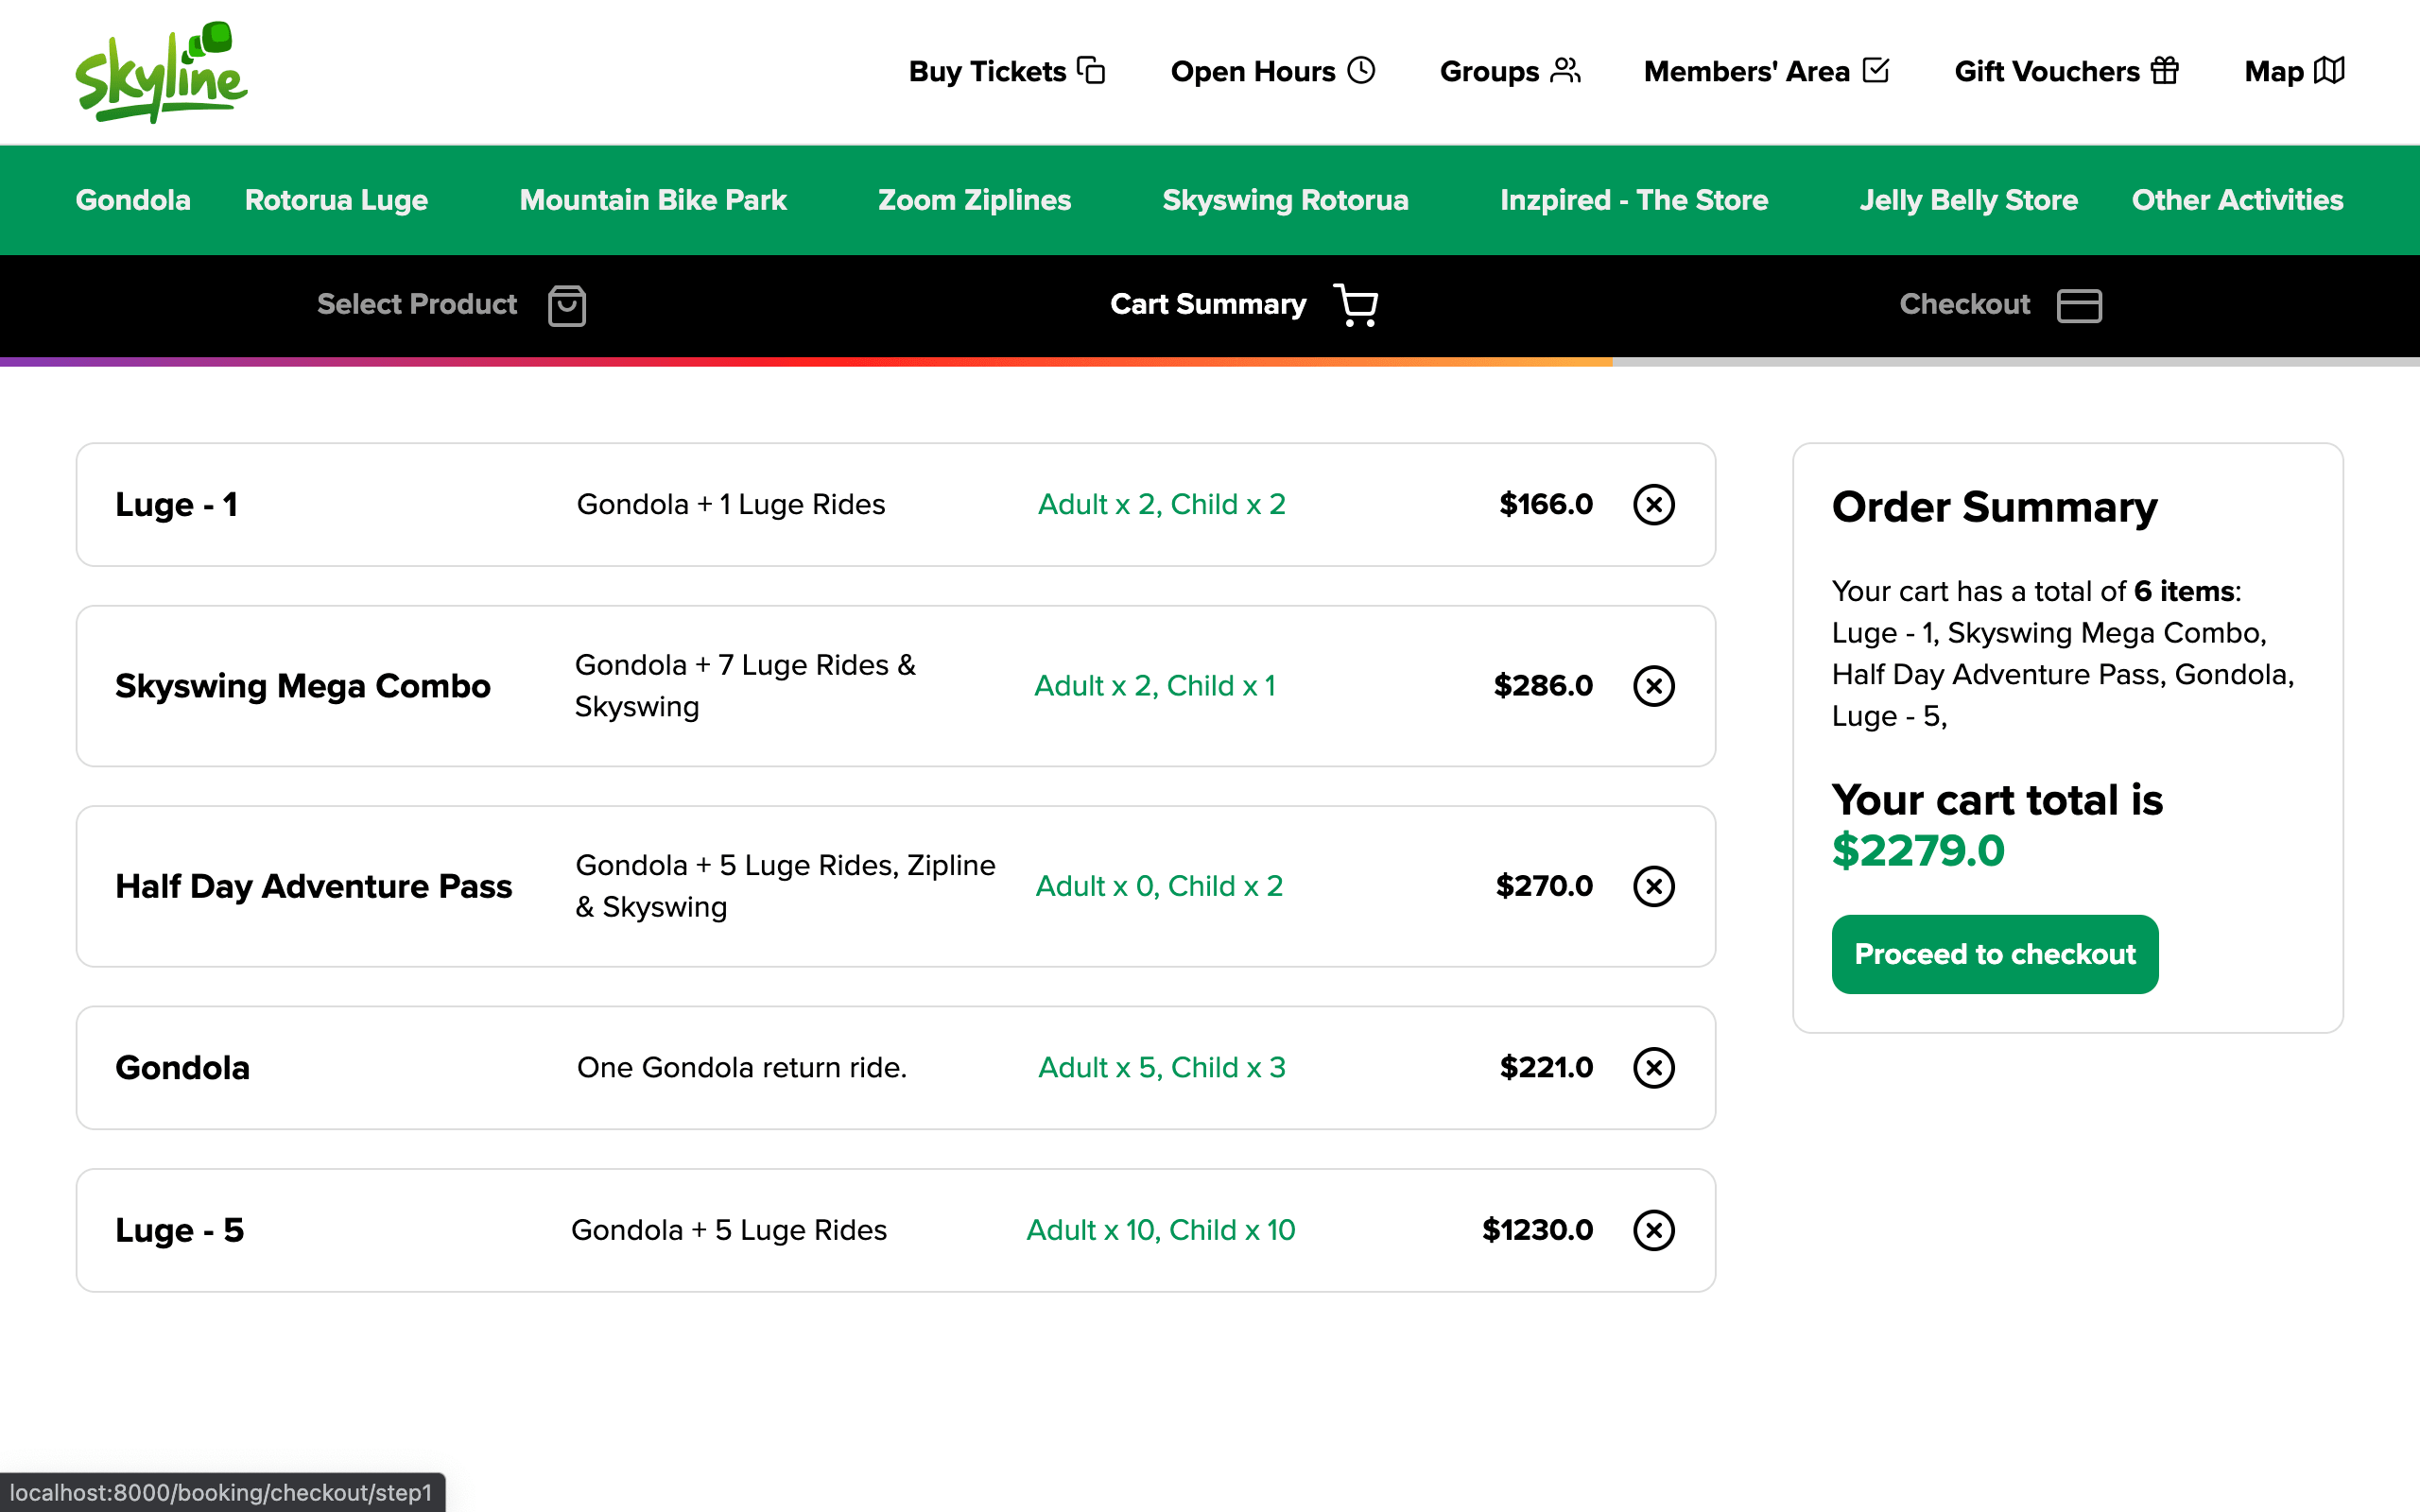 skyline
Buy Tickets
Open Hours
Groups
Members' Area
Gift Vouchers
Map
Gondola
Rotorua Luge
Mountain Bike Park
Zoom Ziplines
Skyswing Rotorua
Inzpired - The Store
Jelly Belly Store
Other Activities
Select Product
Cart Summary
Checkout
Luge - 1
Gondola + 1 Luge Rides
Adult x 2, Child x 2
$166.0
Skyswing Mega Combo
Gondola + 7 Luge Rides &
Skyswing
Adult x 2, Child x 1
$286.0
Half Day Adventure Pass
Gondola + 5 Luge Rides, Zipline
& Skyswing
Adult x 0, Child x 2
$270.0
Gondola
One Gondola return ride.
Adult x 5, Child x 3
$221.0
Luge - 5
Gondola + 5 Luge Rides
Adult x 10, Child x 10
$1230.0
Order Summary
Your cart has a total of 6 items:
Luge - 1, Skyswing Mega Combo,
Half Day Adventure Pass, Gondola,
Luge - 5,
Your cart total is
$2279.0
Proceed to checkout
localhost:8000/booking/checkout/step1